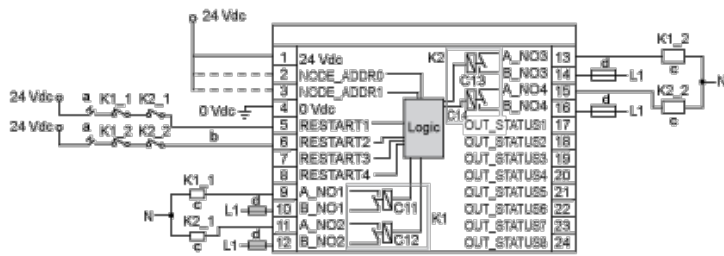 24 Vdc
1 24 Vdc
2 NODE_ADDR0
3 NODE_ADDR1
4 0 Vdc
5 RESTART1
6 RESTART2
7 RESTART3
8 RESTART4
9 A_NO1
10 B_NO1
11 A_NO2
12 B_NO2
0 Vdc
24 Vdc a K1_1 K2_1
24 Vdc a K1_2 K2_2
b
K1_1
c
N
L1 d
K2_1
c
L1 d
Logic
K2
C13
C14
K1
C11
C12
A_NO3 13
B_NO3 14
A_NO4 15
B_NO4 16
OUT_STATUS1 17
OUT_STATUS2 18
OUT_STATUS3 19
OUT_STATUS4 20
OUT_STATUS5 21
OUT_STATUS6 22
OUT_STATUS7 23
OUT_STATUS8 24
K1_2
c
d L1
N
K2_2
c
d L1